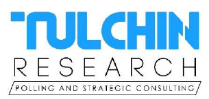 TULCHIN
RESEARCH
POLLING AND STRATEGIC CONSULTING